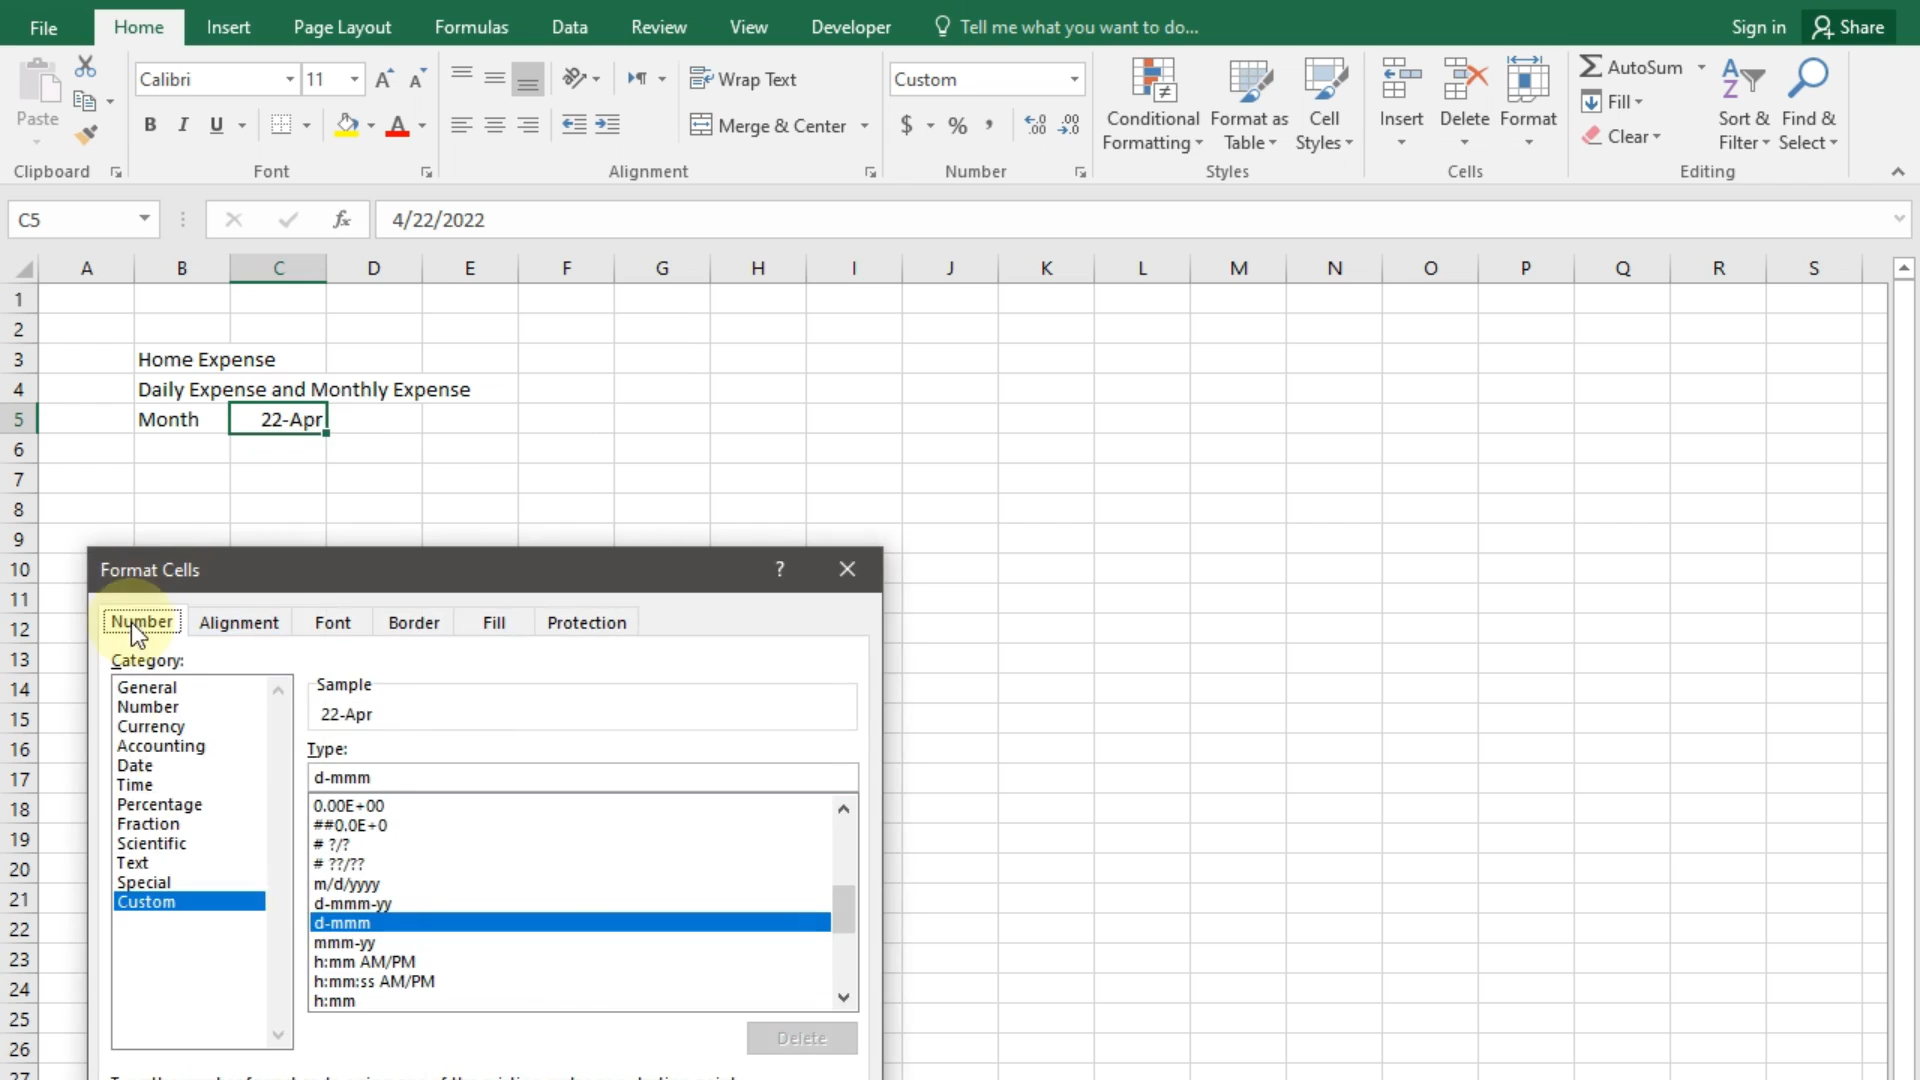 File Home Insert Page Layout Formulas Data Review View Developer Tell me what you want to do... Sign in Share
Calibri 11 Wrap Text Custom AutoSum
Paste B I U Merge & Center $ % , Conditional Formatting Format as Table Cell Styles Insert Delete Format Fill Clear Sort & Filter Find & Select
Clipboard Font Alignment Number Styles Cells Editing
C5 fx 4/22/2022
A B C D E F G H I J K L M N O P Q R S
1
2
3 Home Expense
4 Daily Expense and Monthly Expense
5 Month 22-Apr
6
7
8
9
10
11
12
13
14
15
16
17
18
19
20
21
22
23
24
25
26
27
Format Cells ?
Number Alignment Font Border Fill Protection
Category:
General
Number
Currency
Accounting
Date
Time
Percentage
Fraction
Scientific
Text
Special
Custom
Sample
22-Apr
Type:
d-mmm
0.00E+00
##0.0E+0
# ?/?
# ??/??
m/d/yyyy
d-mmm-yy
d-mmm
mmm-yy
h:mm AM/PM
h:mm:ss AM/PM
h:mm
Delete